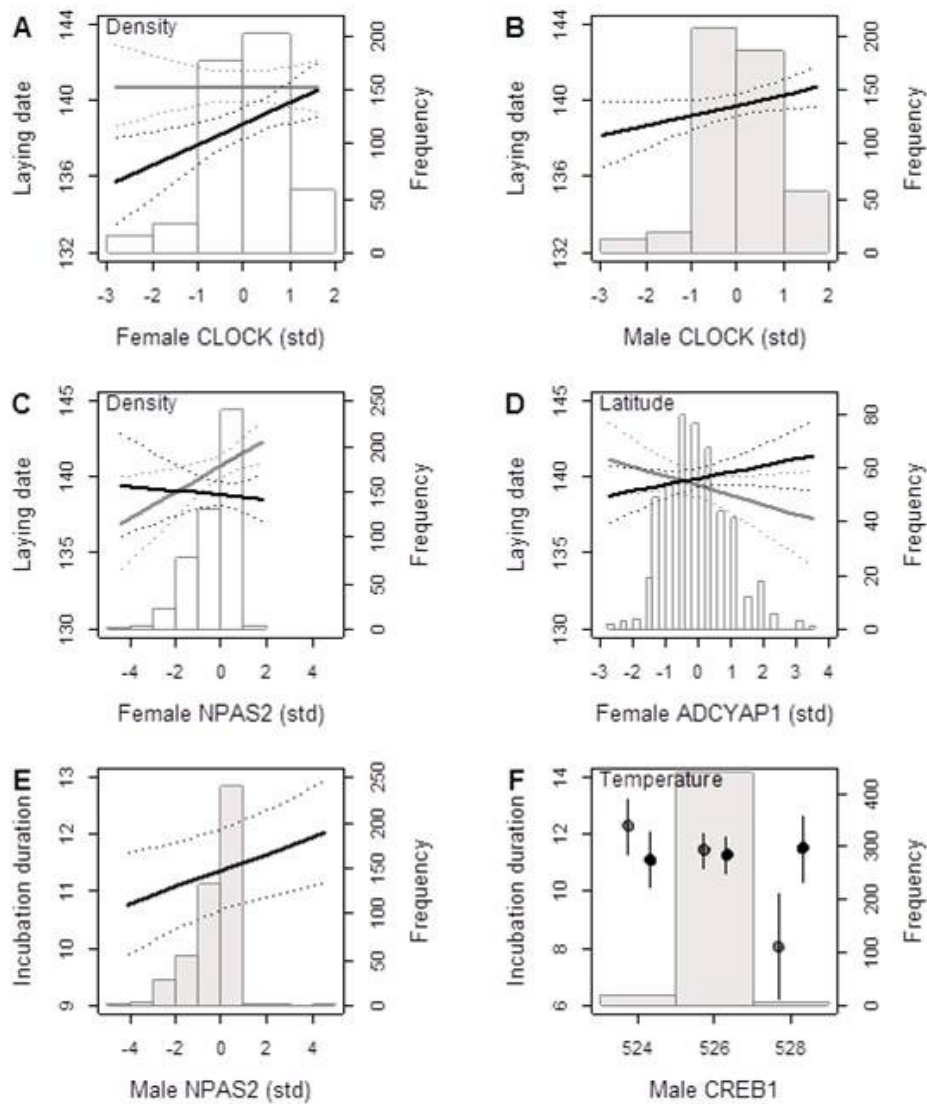 A
Density
144
140
136
132
Laying date
200
150
100
50
0
Frequency
-3 -2 -1 0 1 2
Female CLOCK (std)
B
144
140
136
132
Laying date
200
150
100
50
0
Frequency
-3 -2 -1 0 1 2
Male CLOCK (std)
C
Density
145
140
135
130
Laying date
250
200
150
100
50
0
Frequency
-4 -2 0 2 4
Female NPAS2 (std)
D
Latitude
145
140
135
130
Laying date
80
60
40
20
0
Frequency
-3 -2 -1 0 1 2 3
Female ADCYAP1 (std)
E
13
12
11
10
9
Incubation duration
250
200
150
100
50
0
Frequency
-4 -2 0 2 4
Male NPAS2 (std)
F
Temperature
14
12
10
8
6
Incubation duration
400
300
200
100
0
Frequency
524 526 528
Male CREB1